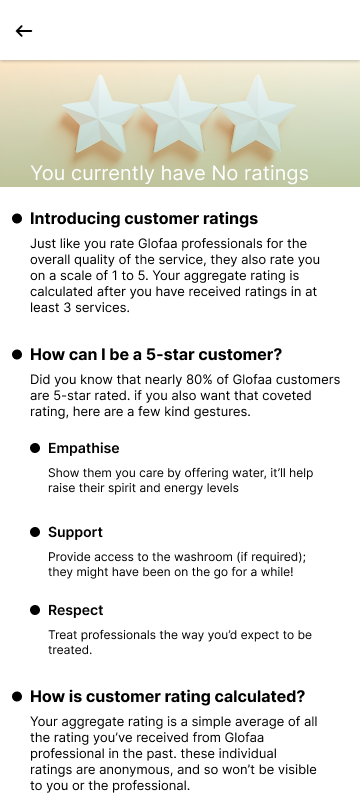 You currently have No ratings
Introducing customer ratings
Just like you rate Glofaa professionals for the
overall quality of the service, they also rate you
on a scale of 1 to 5. Your aggregate rating is
calculated after you have received ratings in at
least 3 services.
How can I be a 5-star customer?
Did you know that nearly 80% of Glofaa customers
are 5-star rated. if you also want that coveted
rating, here are a few kind gestures.
Empathise
Show them you care by offering water, it'll help
raise their spirit and energy levels
Support
Provide access to the washroom (if required);
they might have been on the go for a while!
Respect
Treat professionals the way you'd expect to be
treated.
How is customer rating calculated?
Your aggregate rating is a simple average of all
the rating you've received from Glofaa
professional in the past. these individual
ratings are anonymous, and so won't be visible
to you or the professional.